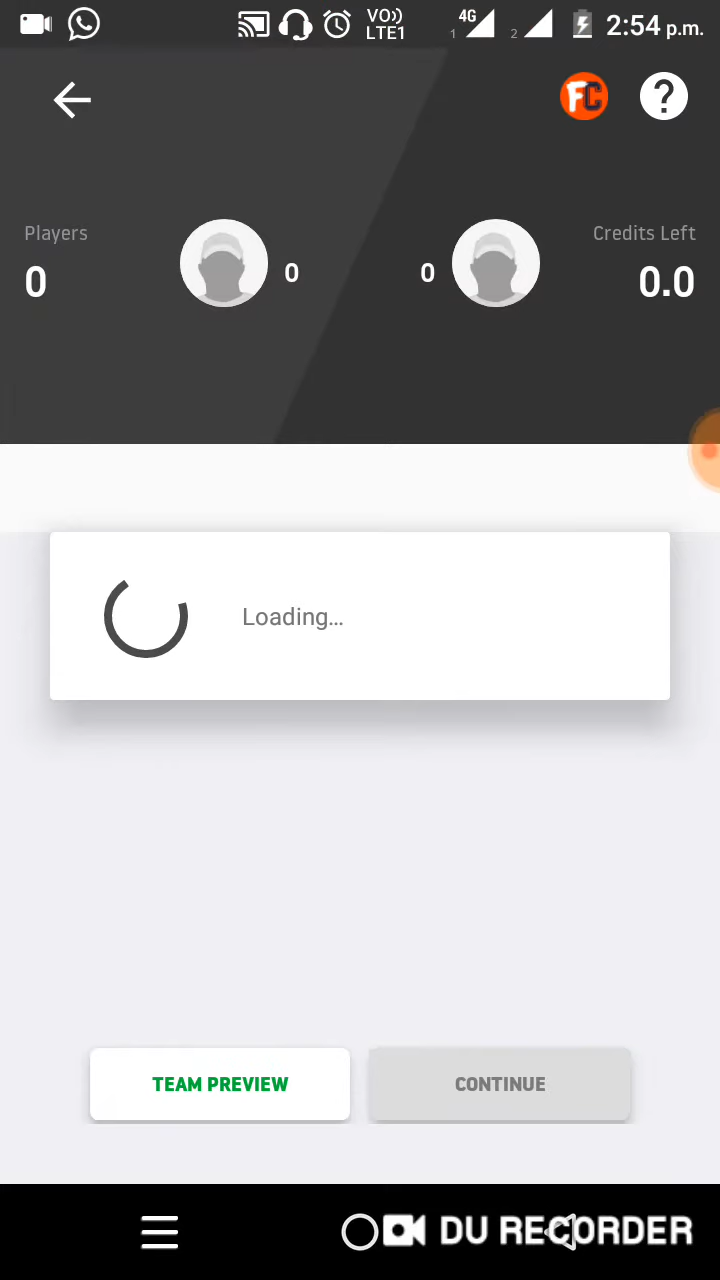 VO)) LTE1 4G 1 2 2:54 p.m.
FC ?
Players Credits Left
0 0 0 0.0
Loading...
TEAM PREVIEW CONTINUE
DU RECORDER